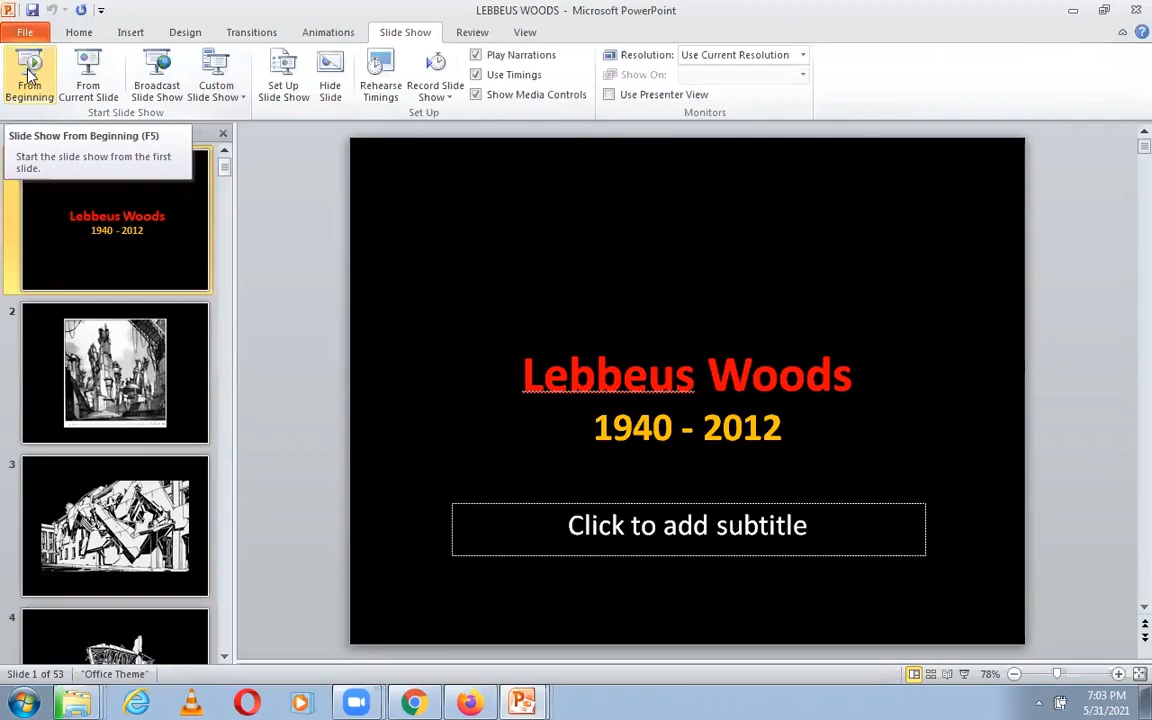 LEBBEUS WOODS - Microsoft PowerPoint
File Home Insert Design Transitions Animations Slide Show Review View
From Beginning
From Current Slide
Broadcast Slide Show
Custom Slide Show
Start Slide Show
Set Up Slide Show
Hide Slide
Rehearse Timings
Record Slide Show
Play Narrations
Use Timings
Show Media Controls
Set Up
Resolution: Use Current Resolution
Show On:
Use Presenter View
Monitors
Slide Show From Beginning (F5)
Start the slide show from the first
slide.
Lebbeus Woods
1940 - 2012
2
3
4
Lebbeus Woods
1940 - 2012
Click to add subtitle
Slide 1 of 53 "Office Theme" 78%
7:03 PM
5/31/2021